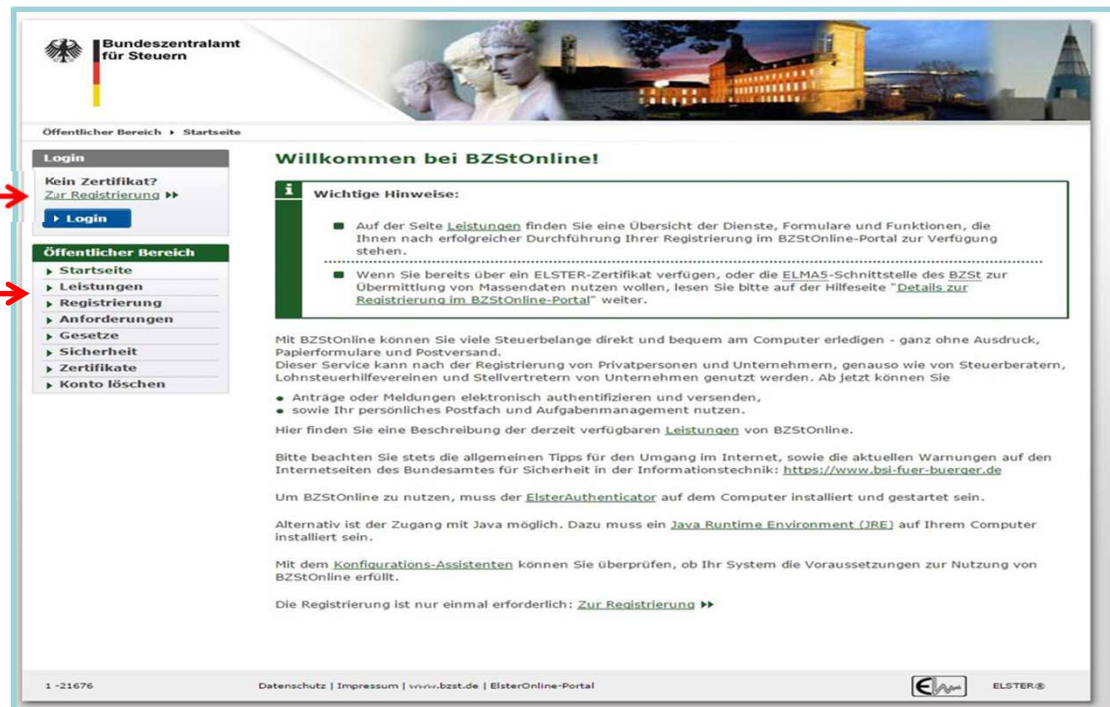 Bundeszentralamt
für Steuern
Öffentlicher Bereich ▸ Startseite
Login
Kein Zertifikat?
Zur Registrierung
Login
Öffentlicher Bereich
Startseite
Leistungen
Registrierung
Anforderungen
Gesetze
Sicherheit
Zertifikate
Konto löschen
Willkommen bei BZStOnline!
i Wichtige Hinweise:
Auf der Seite Leistungen finden Sie eine Übersicht der Dienste, Formulare und Funktionen, die
Ihnen nach erfolgreicher Durchführung Ihrer Registrierung im BZStOnline-Portal zur Verfügung
stehen.
Wenn Sie bereits über ein ELSTER-Zertifikat verfügen, oder die ELMA5-Schnittstelle des BZSt zur
Übermittlung von Massendaten nutzen wollen, lesen Sie bitte auf der Hilfeseite "Details zur
Registrierung im BZStOnline-Portal" weiter.
Mit BZStOnline können Sie viele Steuerbelange direkt und bequem am Computer erledigen - ganz ohne Ausdruck,
Papierformulare und Postversand.
Dieser Service kann nach der Registrierung von Privatpersonen und Unternehmern, genauso wie von Steuerberatern,
Lohnsteuerhilfevereinen und Stellvertretern von Unternehmen genutzt werden. Ab jetzt können Sie
• Anträge oder Meldungen elektronisch authentifizieren und versenden,
• sowie Ihr persönliches Postfach und Aufgabenmanagement nutzen.
Hier finden Sie eine Beschreibung der derzeit verfügbaren Leistungen von BZStOnline.
Bitte beachten Sie stets die allgemeinen Tipps für den Umgang im Internet, sowie die aktuellen Warnungen auf den
Internetseiten des Bundesamtes für Sicherheit in der Informationstechnik: https://www.bsi-fuer-buerger.de
Um BZStOnline zu nutzen, muss der ElsterAuthenticator auf dem Computer installiert und gestartet sein.
Alternativ ist der Zugang mit Java möglich. Dazu muss ein Java Runtime Environment (JRE) auf Ihrem Computer
installiert sein.
Mit dem Konfigurations-Assistenten können Sie überprüfen, ob Ihr System die Voraussetzungen zur Nutzung von
BZStOnline erfüllt.
Die Registrierung ist nur einmal erforderlich: Zur Registrierung
1 -21676
Datenschutz | Impressum | www.bzst.de | ElsterOnline-Portal
ELSTER®